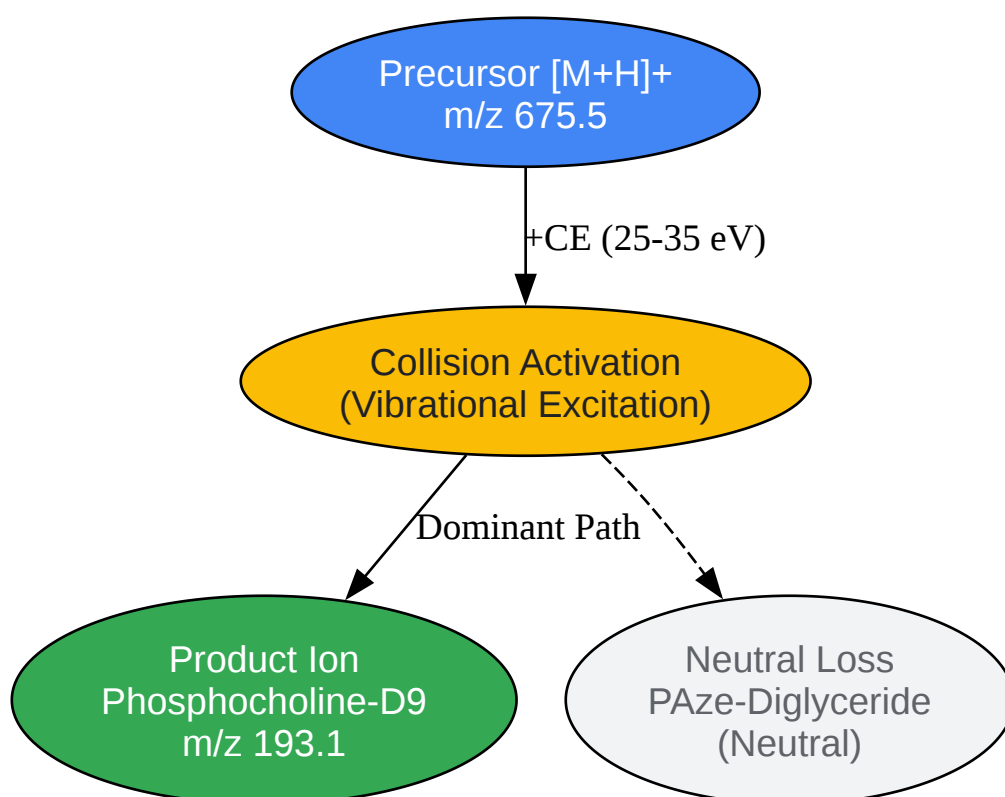 Precursor [M+H]+
m/z 675.5
+CE (25-35 eV)
Collision Activation
(Vibrational Excitation)
Dominant Path
Product Ion
Phosphocholine-D9
m/z 193.1
Neutral Loss
PAze-Diglyceride
(Neutral)